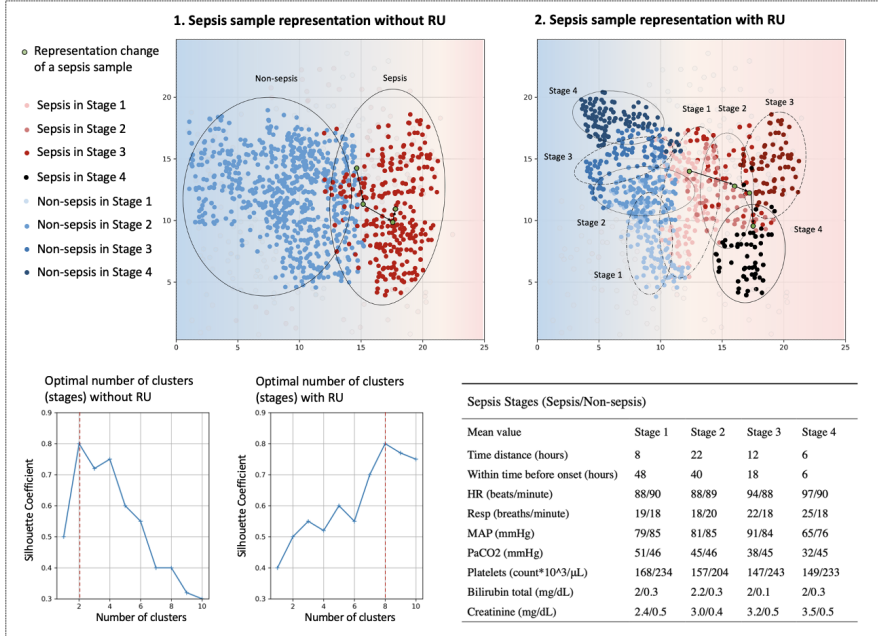 1. Sepsis sample representation without RU
2. Sepsis sample representation with RU
Representation change
of a sepsis sample
Sepsis in Stage 1
Sepsis in Stage 2
Sepsis in Stage 3
Sepsis in Stage 4
Non-sepsis in Stage 1
Non-sepsis in Stage 2
Non-sepsis in Stage 3
Non-sepsis in Stage 4
Non-sepsis
Sepsis
20
15
10
5
0 5 10 15 20 25
Stage 4
Stage 1
Stage 2
Stage 3
Stage 3
Stage 2
Stage 4
Stage 1
20
15
10
5
0 5 10 15 20 25
Optimal number of clusters
(stages) without RU
Silhouette Coefficient
0.9
0.8
0.7
0.6
0.5
0.4
0.3
2 4 6 8 10
Number of clusters
Optimal number of clusters
(stages) with RU
Silhouette Coefficient
0.9
0.8
0.7
0.6
0.5
0.4
0.3
2 4 6 8 10
Number of clusters
Sepsis Stages (Sepsis/Non-sepsis)
Mean value Stage 1 Stage 2 Stage 3 Stage 4
Time distance (hours) 8 22 12 6
Within time before onset (hours) 48 40 18 6
HR (beats/minute) 88/90 88/89 94/88 97/90
Resp (breaths/minute) 19/18 18/20 22/18 25/18
MAP (mmHg) 79/85 81/85 91/84 65/76
PaCO2 (mmHg) 51/46 45/46 38/45 32/45
Platelets (count*10^3/μL) 168/234 157/204 147/243 149/233
Bilirubin total (mg/dL) 2/0.3 2.2/0.3 2/0.1 2/0.3
Creatinine (mg/dL) 2.4/0.5 3.0/0.4 3.2/0.5 3.5/0.5